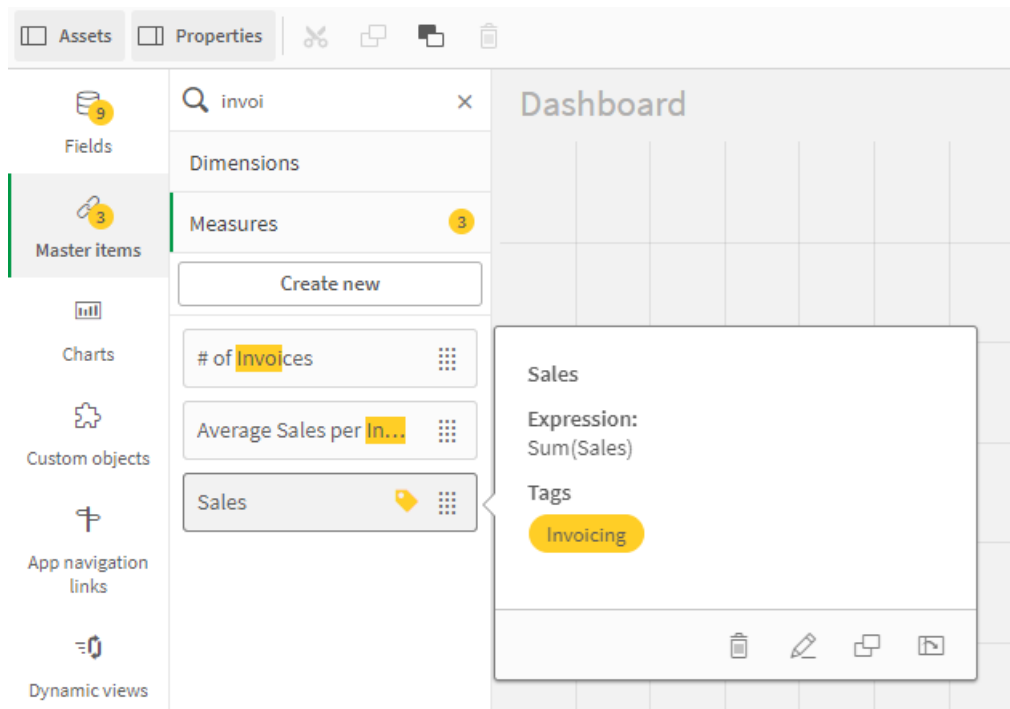 Assets
Properties
9
Fields
3
Master items
Charts
Custom objects
App navigation
links
Dynamic views
invoi
Dimensions
Measures
3
Create new
# of Invoices
Average Sales per In...
Sales
Dashboard
Sales
Expression:
Sum(Sales)
Tags
Invoicing